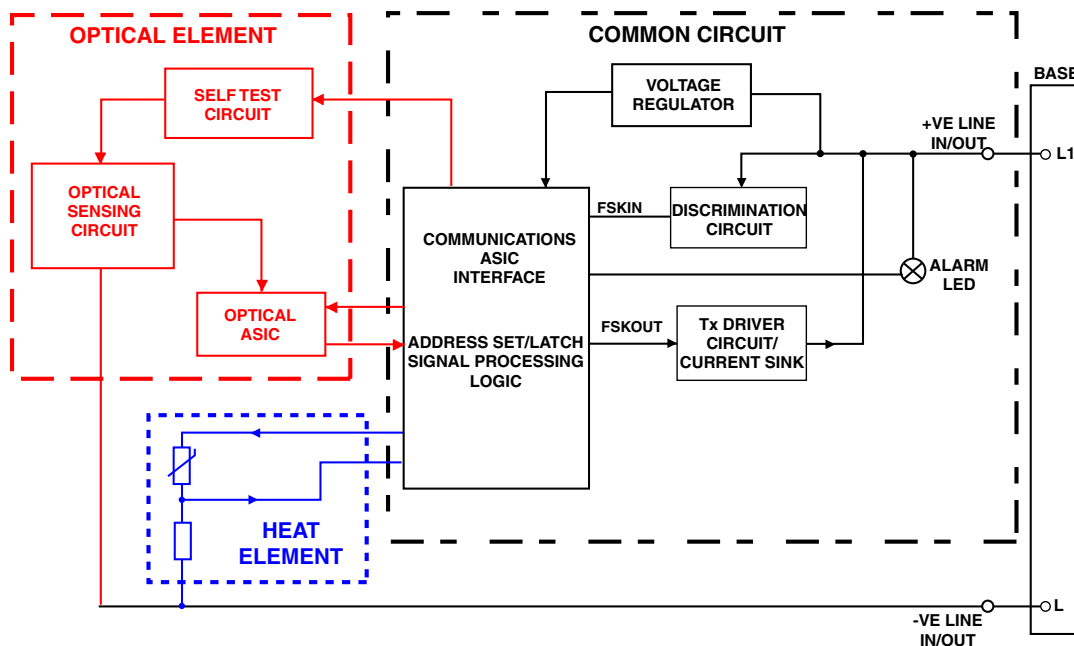 OPTICAL ELEMENT
SELF TEST
CIRCUIT
OPTICAL
SENSING
CIRCUIT
OPTICAL
ASIC
HEAT
ELEMENT
COMMON CIRCUIT
VOLTAGE
REGULATOR
COMMUNICATIONS
ASIC
INTERFACE
ADDRESS SET/LATCH
SIGNAL PROCESSING
LOGIC
FSKIN
DISCRIMINATION
CIRCUIT
ALARM
LED
FSKOUT
Tx DRIVER
CIRCUIT/
CURRENT SINK
+VE LINE
IN/OUT
BASE
L1
-VE LINE
IN/OUT
L